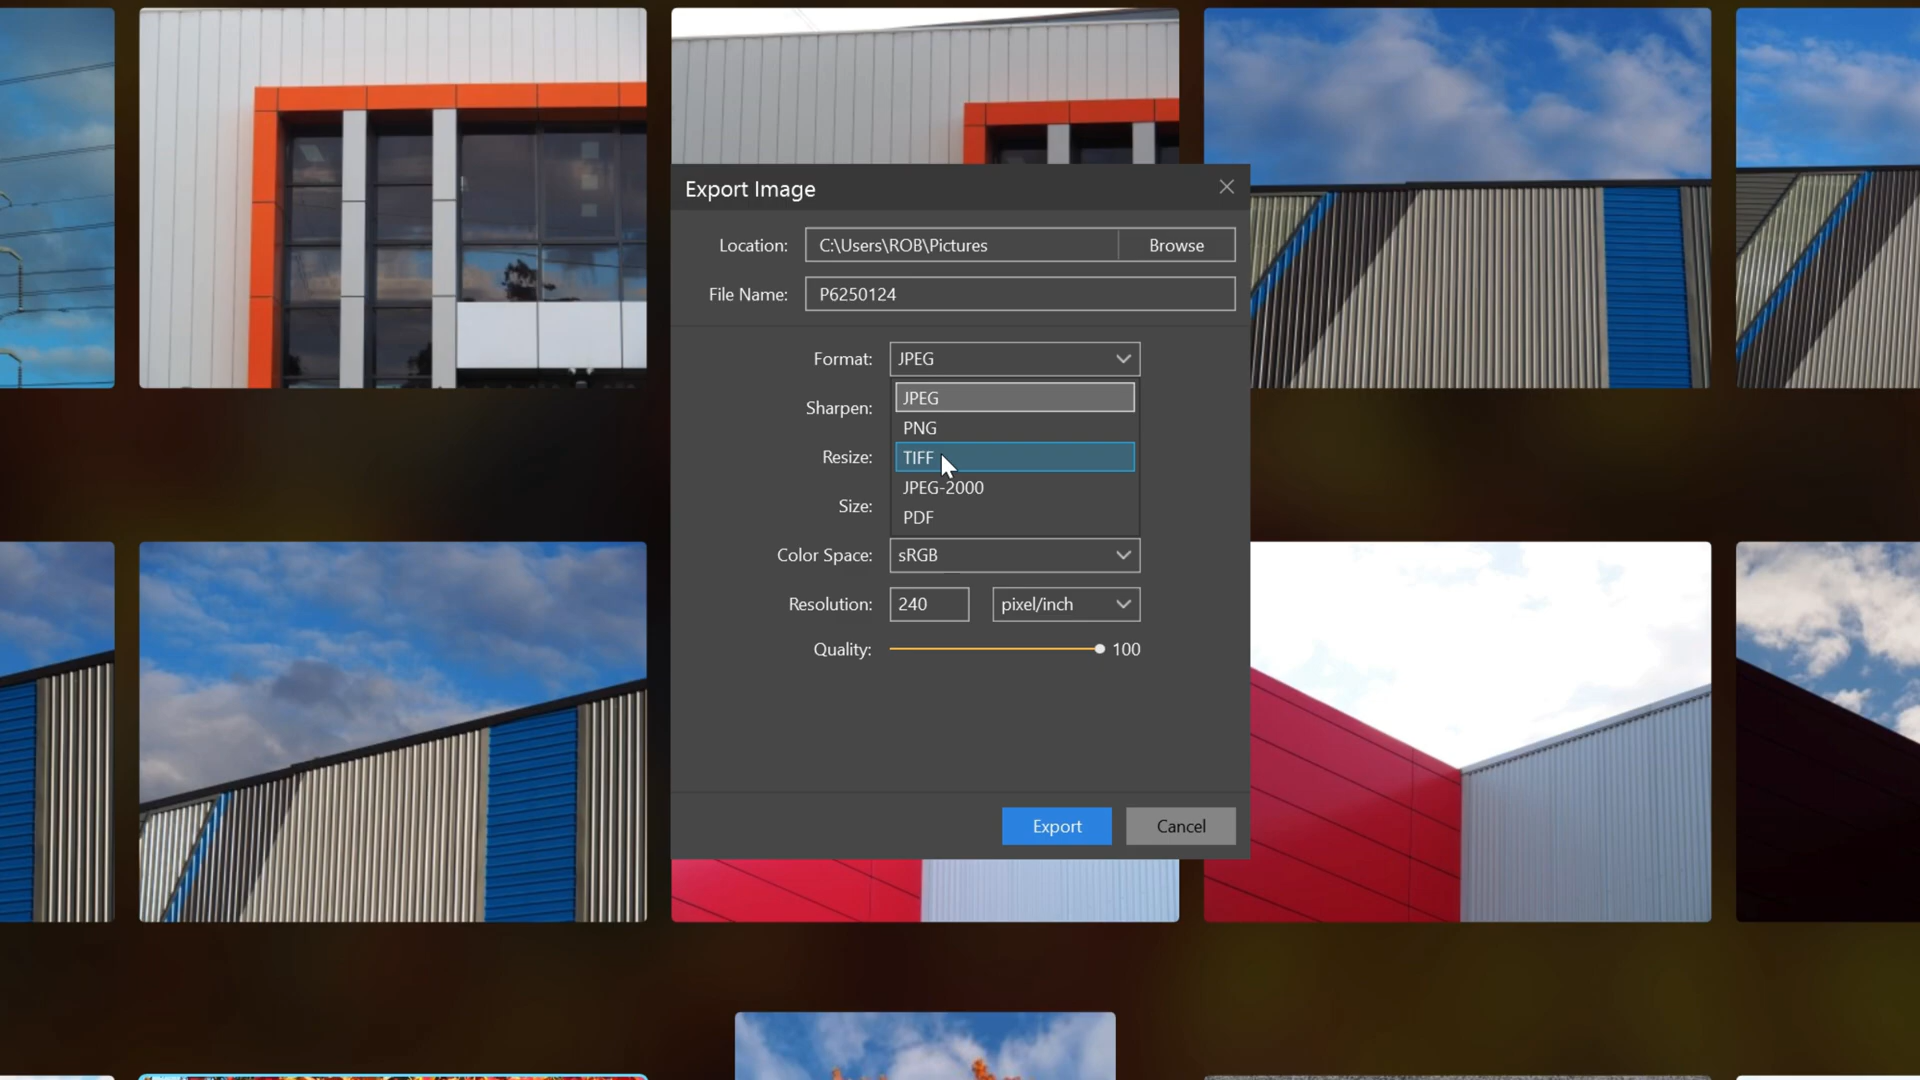 Export Image
Location: C:\Users\ROB\Pictures Browse
File Name: P6250124
Format: JPEG
JPEG
Sharpen:
PNG
Resize: TIFF
JPEG-2000
Size:
PDF
Color Space: sRGB
Resolution: 240 pixel/inch
Quality: 100
Export Cancel